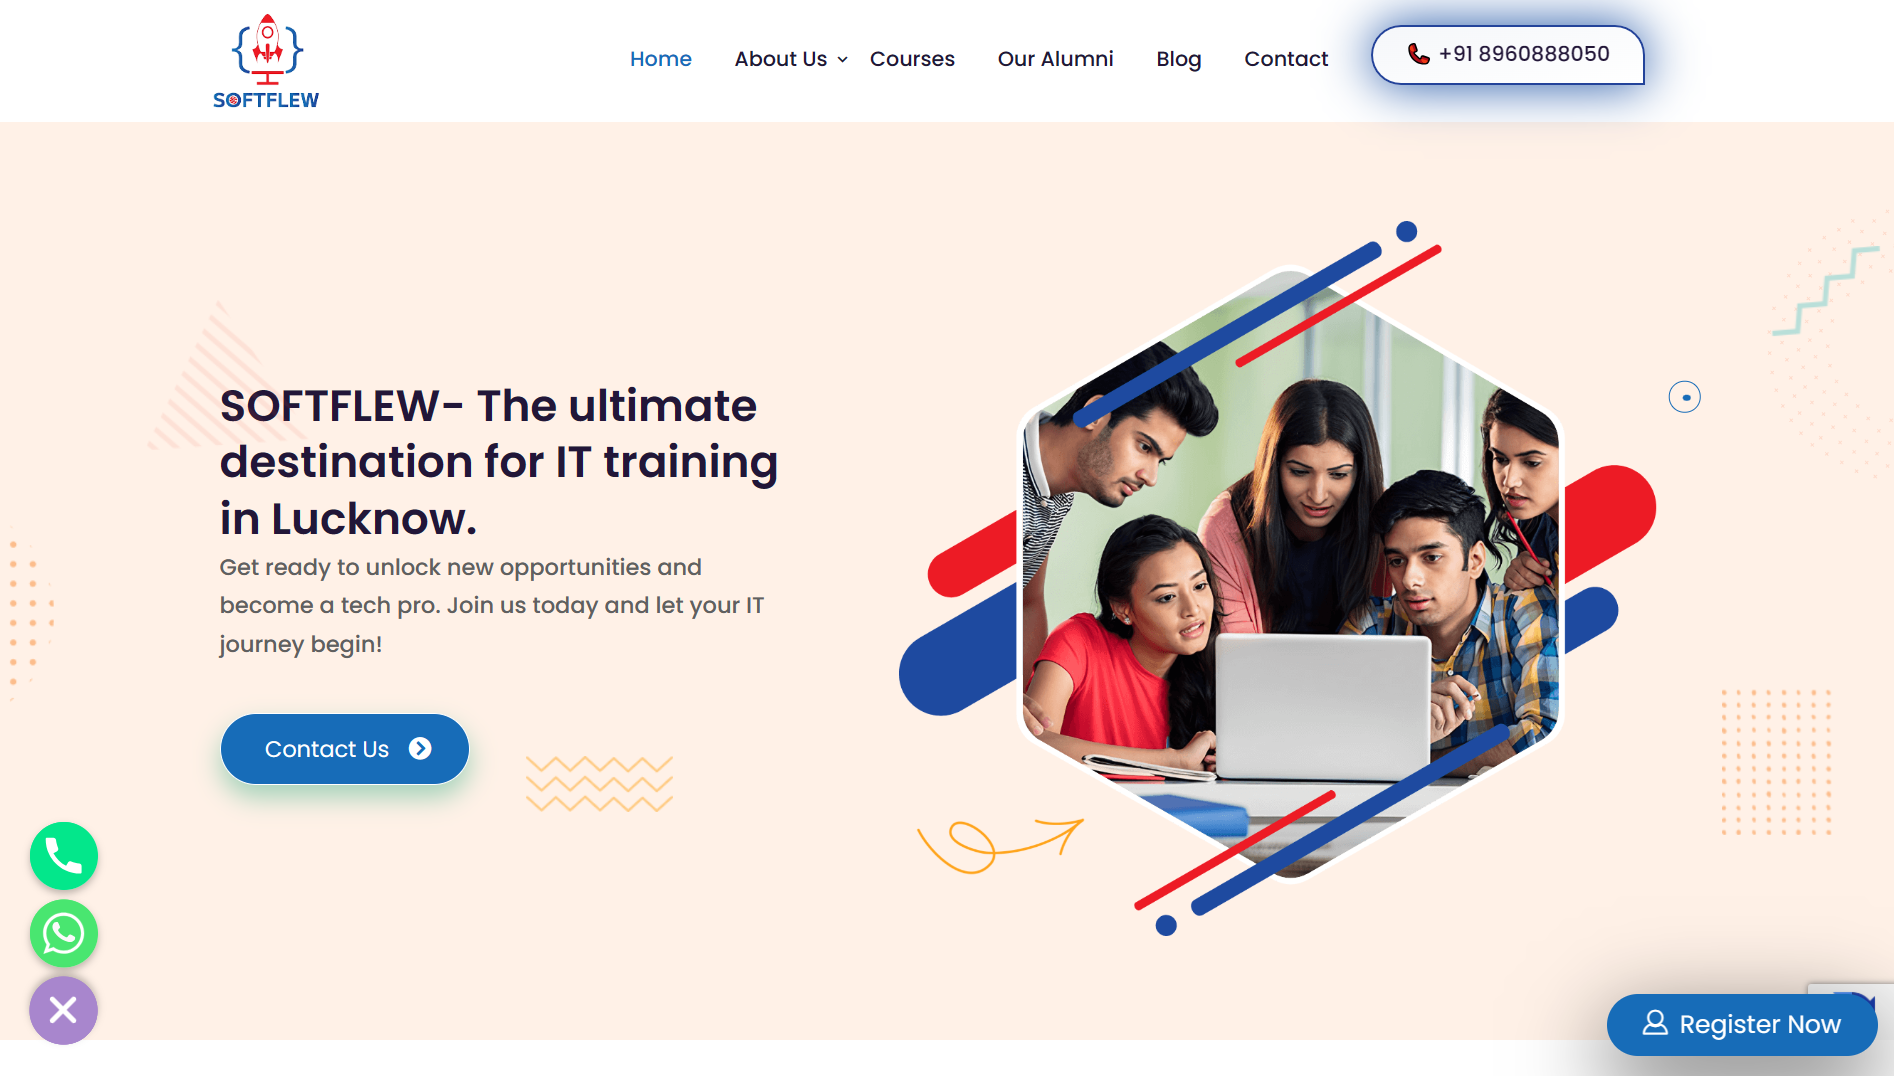 SOFTFLEW
Home
About Us
Courses
Our Alumni
Blog
Contact
+91 8960888050
SOFTFLEW- The ultimate
destination for IT training
in Lucknow.
Get ready to unlock new opportunities and
become a tech pro. Join us today and let your IT
journey begin!
Contact Us
Register Now